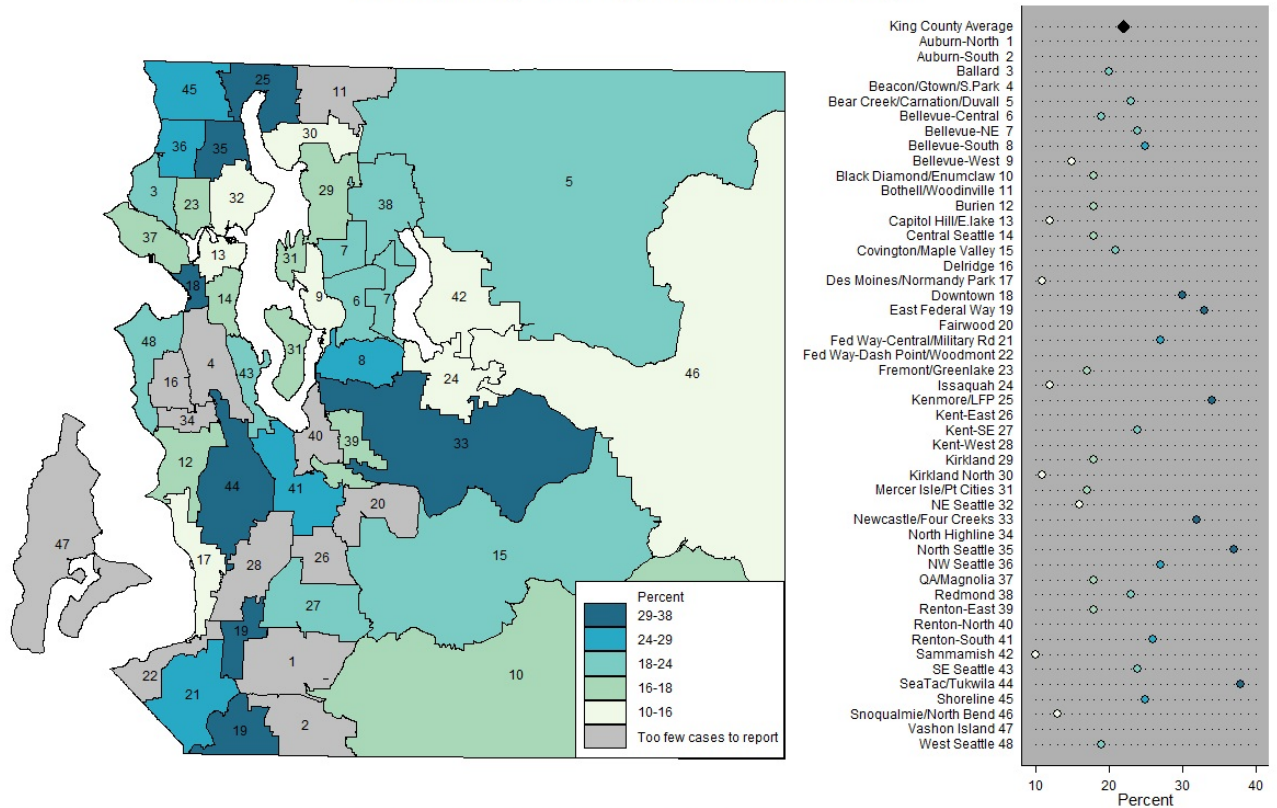 45
25
11
30
36
35
5
3
23
32
29
38
37
13
7
31
18
14
9
6
7
42
48
4
31
8
46
16
43
24
34
40
39
33
12
44
41
20
47
17
28
26
15
27
19
1
10
22
21
19
2
Percent
29-38
24-29
18-24
16-18
10-16
Too few cases to report
King County Average
Auburn-North 1
Auburn-South 2
Ballard 3
Beacon/Gtown/S.Park 4
Bear Creek/Carnation/Duvall 5
Bellevue-Central 6
Bellevue-NE 7
Bellevue-South 8
Bellevue-West 9
Black Diamond/Enumclaw 10
Bothell/Woodinville 11
Burien 12
Capitol Hill/E.lake 13
Central Seattle 14
Covington/Maple Valley 15
Delridge 16
Des Moines/Normandy Park 17
Downtown 18
East Federal Way 19
Fairwood 20
Fed Way-Central/Military Rd 21
Fed Way-Dash Point/Woodmont 22
Fremont/Greenlake 23
Issaquah 24
Kenmore/LFP 25
Kent-East 26
Kent-SE 27
Kent-West 28
Kirkland 29
Kirkland North 30
Mercer Isle/Pt Cities 31
NE Seattle 32
Newcastle/Four Creeks 33
North Highline 34
North Seattle 35
NW Seattle 36
QA/Magnolia 37
Redmond 38
Renton-East 39
Renton-North 40
Renton-South 41
Sammamish 42
SE Seattle 43
SeaTac/Tukwila 44
Shoreline 45
Snoqualmie/North Bend 46
Vashon Island 47
West Seattle 48
10 20 30 40
Percent